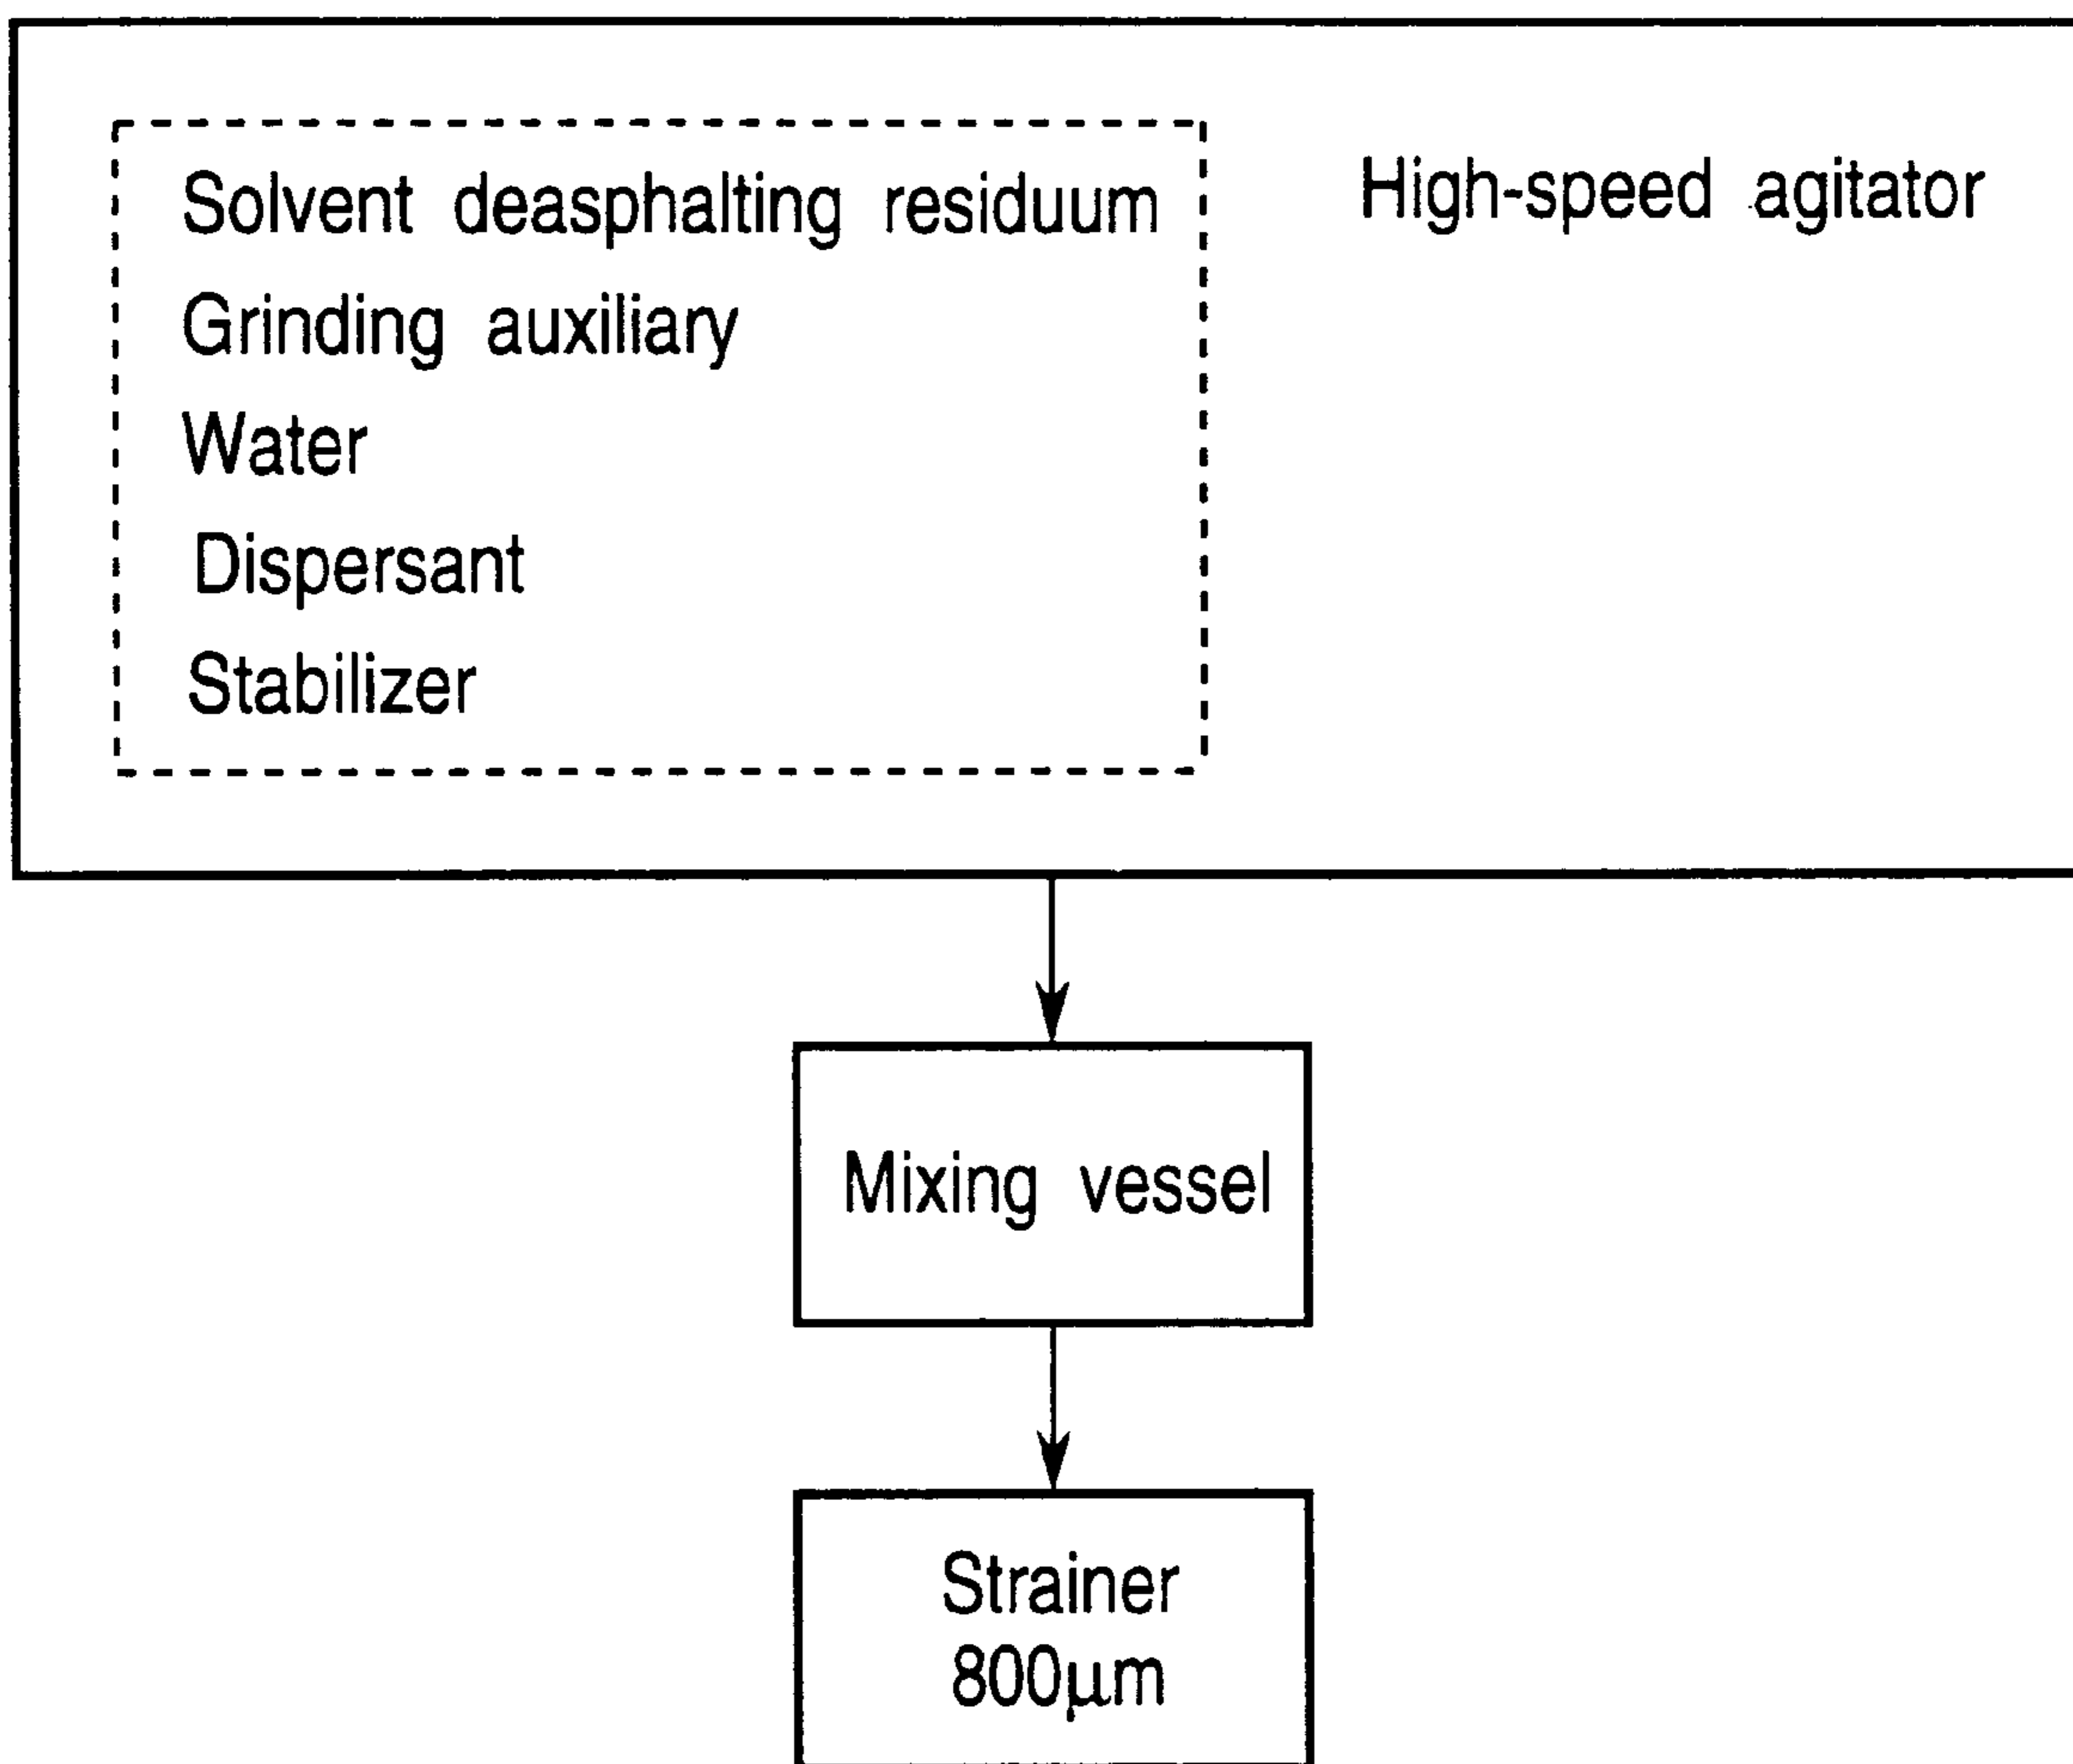 Solvent deasphalting residuum
High-speed agitator
Grinding auxiliary
Water
Dispersant
Stabilizer
Mixing vessel
Strainer
800μm